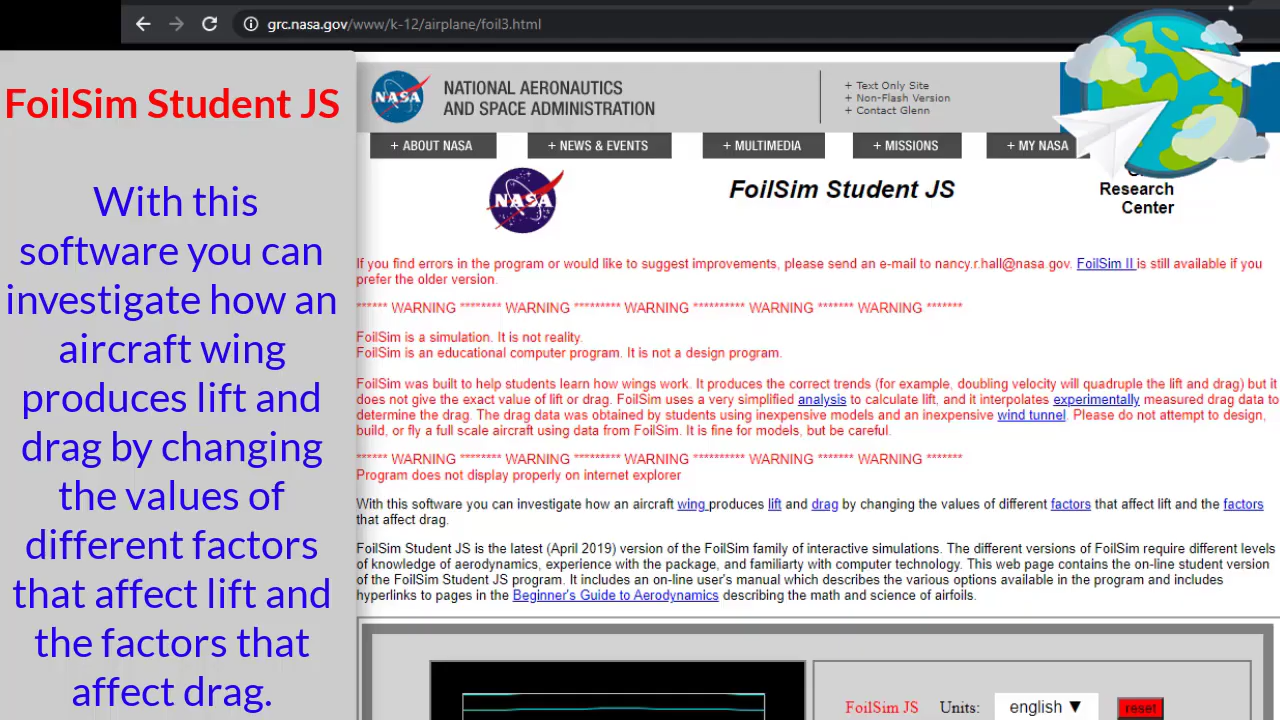 grc.nasa.gov/www/k-12/airplane/foil3.html
FoilSim Student JS
With this
software you can
investigate how an
aircraft wing
produces lift and
drag by changing
the values of
different factors
that affect lift and
the factors that
affect drag.
NASA
NATIONAL AERONAUTICS
AND SPACE ADMINISTRATION
+ Text Only Site
+ Non-Flash Version
+ Contact Glenn
+ ABOUT NASA + NEWS & EVENTS + MULTIMEDIA + MISSIONS + MY NASA
NASA
FoilSim Student JS
Research
Center
If you find errors in the program or would like to suggest improvements, please send an e-mail to nancy.r.hall@nasa.gov. FoilSim II is still available if you
prefer the older version.
****** WARNING ******** WARNING ********* WARNING ********** WARNING ******* WARNING *******
FoilSim is a simulation. It is not reality.
FoilSim is an educational computer program. It is not a design program.
FoilSim was built to help students learn how wings work. It produces the correct trends (for example, doubling velocity will quadruple the lift and drag) but it
does not give the exact value of lift or drag. FoilSim uses a very simplified analysis to calculate lift, and it interpolates experimentally measured drag data to
determine the drag. The drag data was obtained by students using inexpensive models and an inexpensive wind tunnel. Please do not attempt to design,
build, or fly a full scale aircraft using data from FoilSim. It is fine for models, but be careful.
****** WARNING ******** WARNING ********* WARNING ********** WARNING ******* WARNING *******
Program does not display properly on internet explorer
With this software you can investigate how an aircraft wing produces lift and drag by changing the values of different factors that affect lift and the factors
that affect drag.
FoilSim Student JS is the latest (April 2019) version of the FoilSim family of interactive simulations. The different versions of FoilSim require different levels
of knowledge of aerodynamics, experience with the package, and familiarty with computer technology. This web page contains the on-line student version
of the FoilSim Student JS program. It includes an on-line user's manual which describes the various options available in the program and includes
hyperlinks to pages in the Beginner's Guide to Aerodynamics describing the math and science of airfoils.
FoilSim JS Units: english ▼ reset